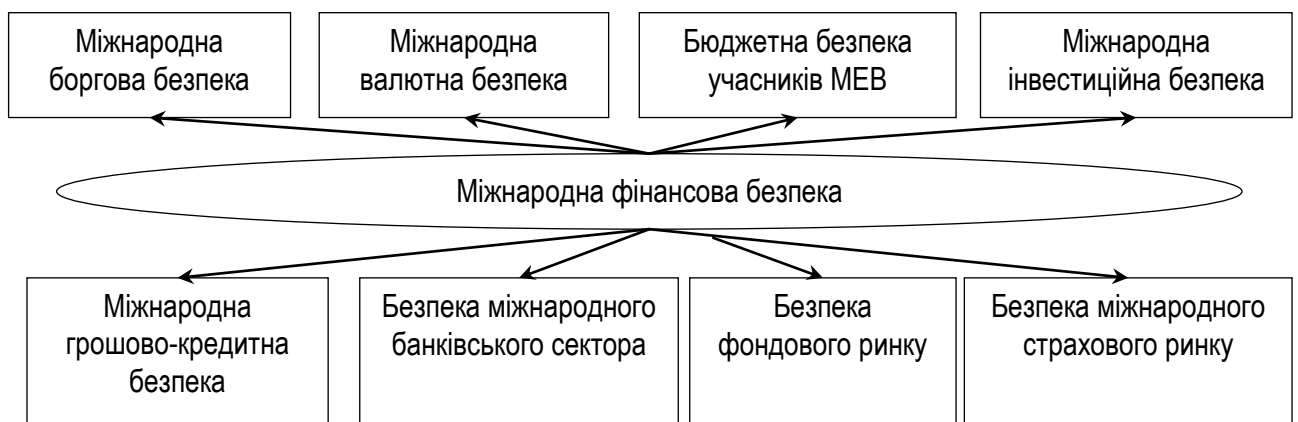 Міжнародна
боргова безпека
Міжнародна
валютна безпека
Бюджетна безпека
учасників МЕВ
Міжнародна
інвестиційна безпека
Міжнародна фінансова безпека
Міжнародна
грошово-кредитна
безпека
Безпека міжнародного
банківського сектора
Безпека
фондового ринку
Безпека міжнародного
страхового ринку